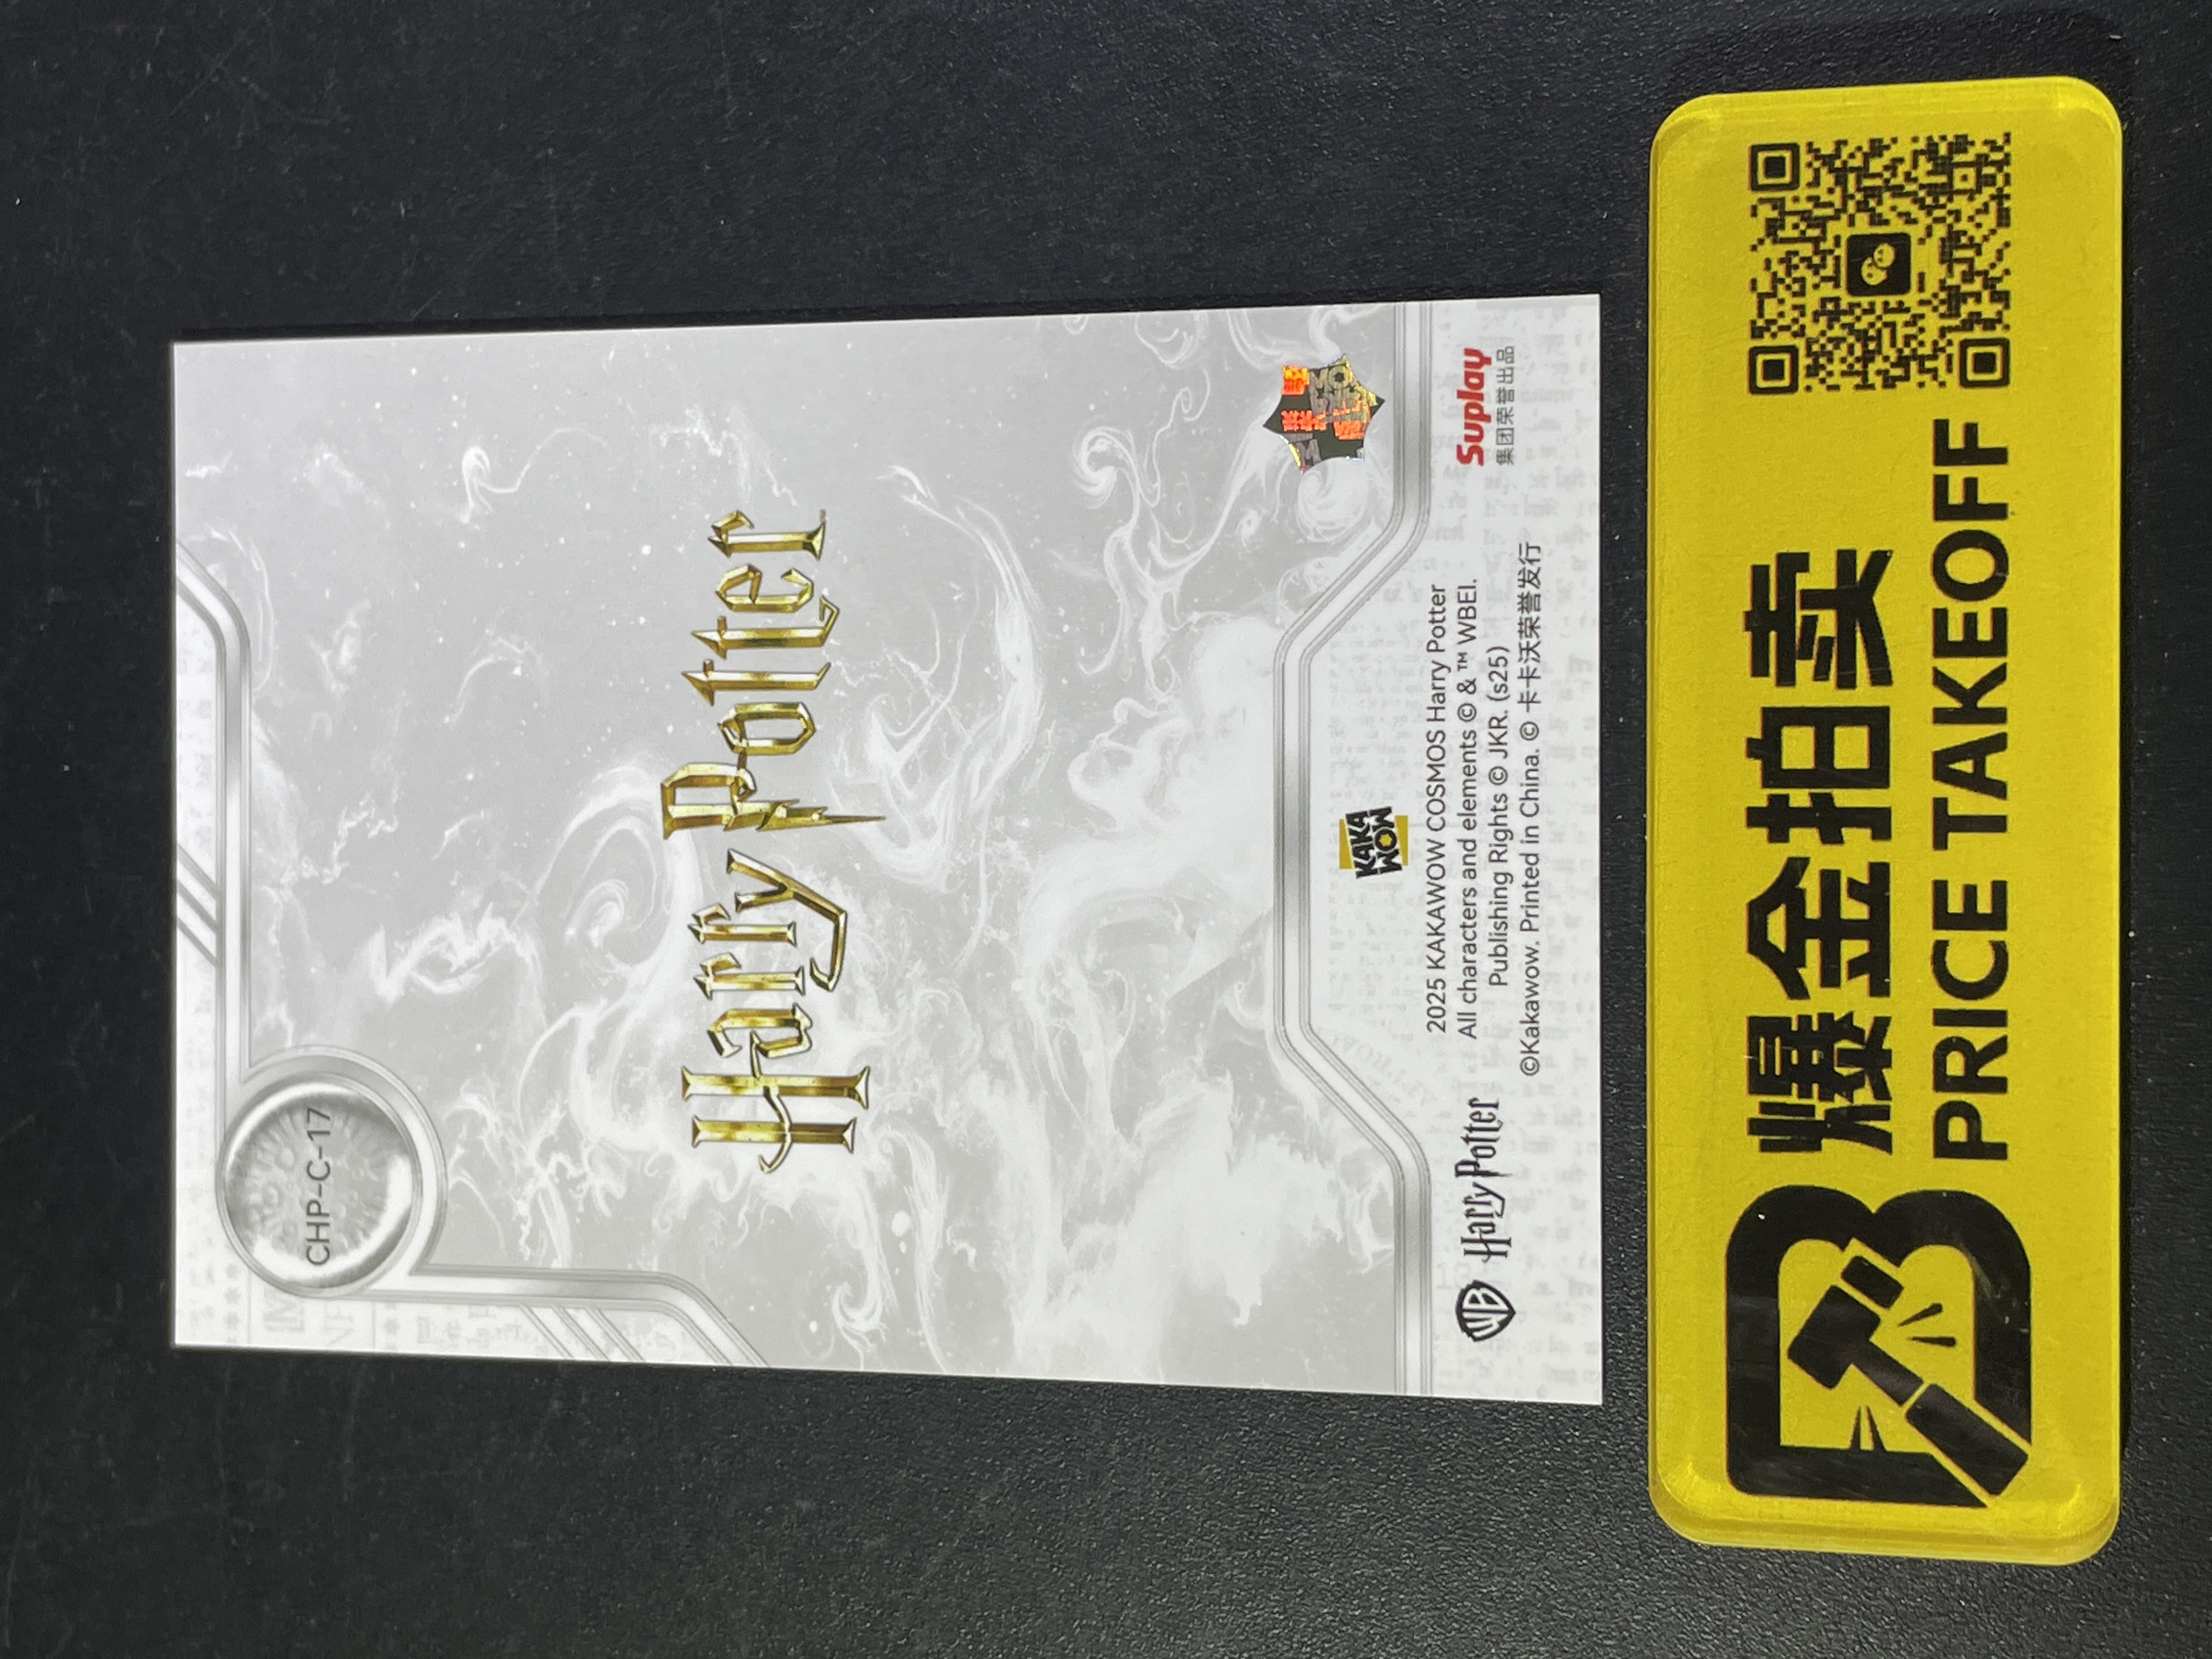 CHP-C-17
Harry Potter
KAKA
WOW
2025 KAKAWOW COSMOS Harry Potter
All characters and elements © & ™ WBEI.
Publishing Rights © JKR. (s25)
©Kakawow. Printed in China. © 卡卡沃荣誉发行
WB Harry Potter
Suplay
集团荣誉出品
爆金拍卖
PRICE TAKEOFF